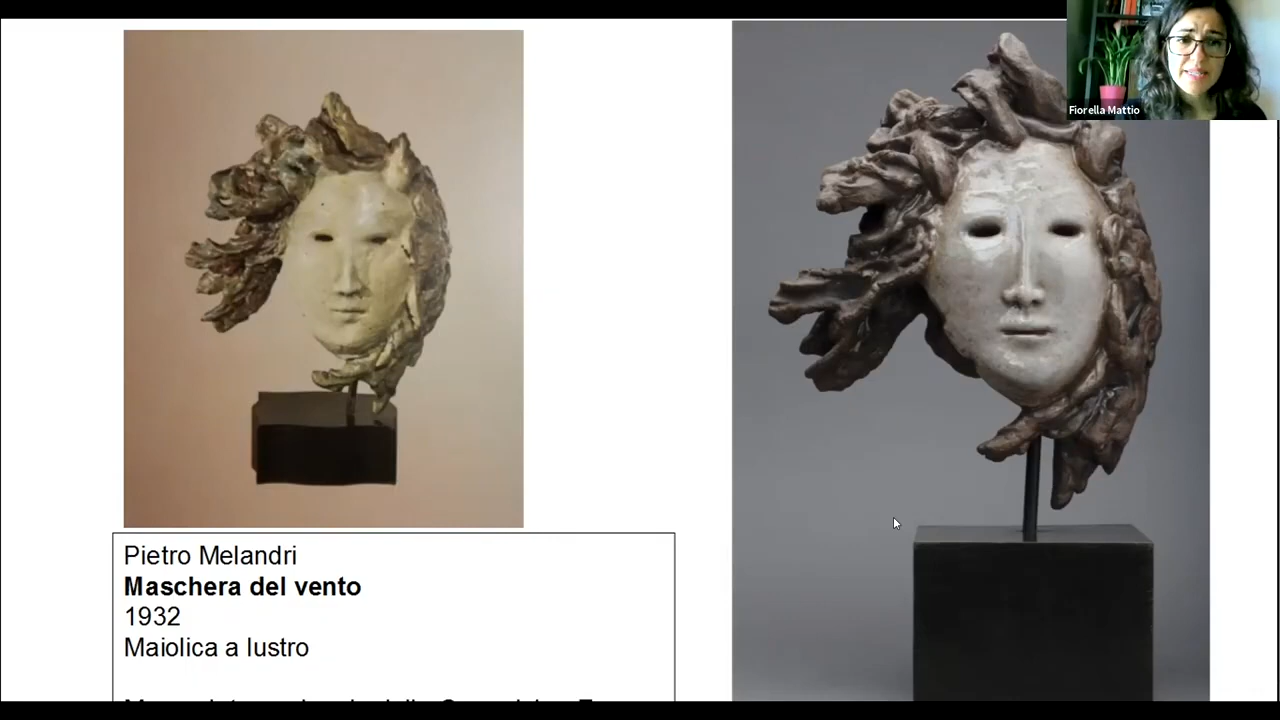 Fiorella Mattio
Pietro Melandri
Maschera del vento
1932
Maiolica a lustro